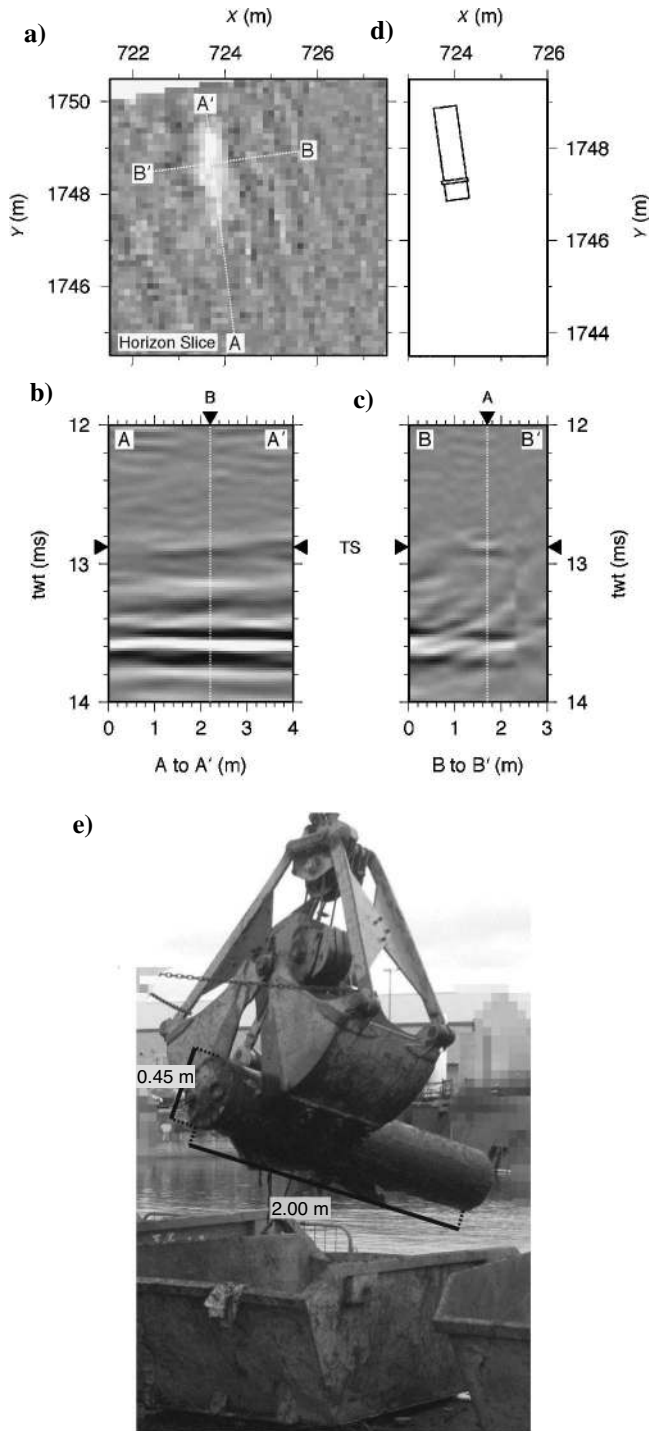 a)
X (m)
722 724 726
d)
X (m)
724 726
1750
1748
1746
Y (m)
A'
B
B'
A
Horizon Slice
1748
1746
1744
Y (m)
b)
B
c)
A
12
13
14
twt (ms)
A A'
TS
B B'
12
13
14
twt (ms)
0 1 2 3 4
A to A' (m)
0 1 2 3
B to B' (m)
e)
0.45 m
2.00 m